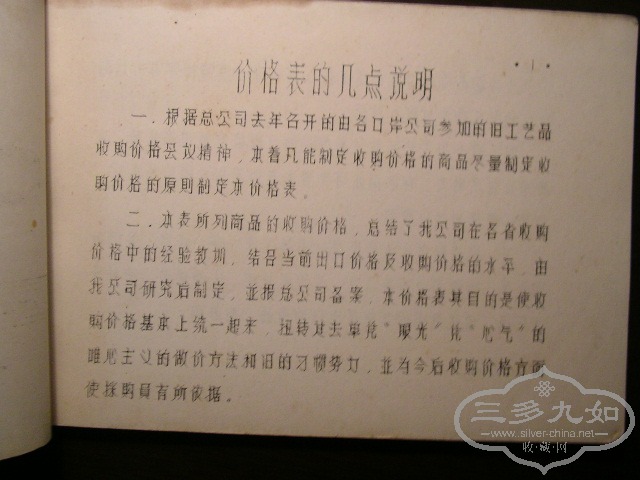 ·1·
价格表的几点说明
一．根据总公司去年召开的由各口岸公司参加的旧工艺品
收购价格会议精神，本着凡能制定收购价格的商品尽量制定收
购价格的原则制定本价格表。
二．本表所列商品的收购价格，总结了我公司在各省收购
价格中的经验教训，结合当前出口价格及收购价格的水平，由
我公司研究后制定，並报总公司备案，本价格表其目的是使收
购价格基本上统一起来，扭转过去单凭“眼光”比“心气”的
唯心主义的做价方法和旧的习惯势力，並为今后收购价格方面
使採购員有所依据。
三多九如
www.silver-china.net
收·藏·网